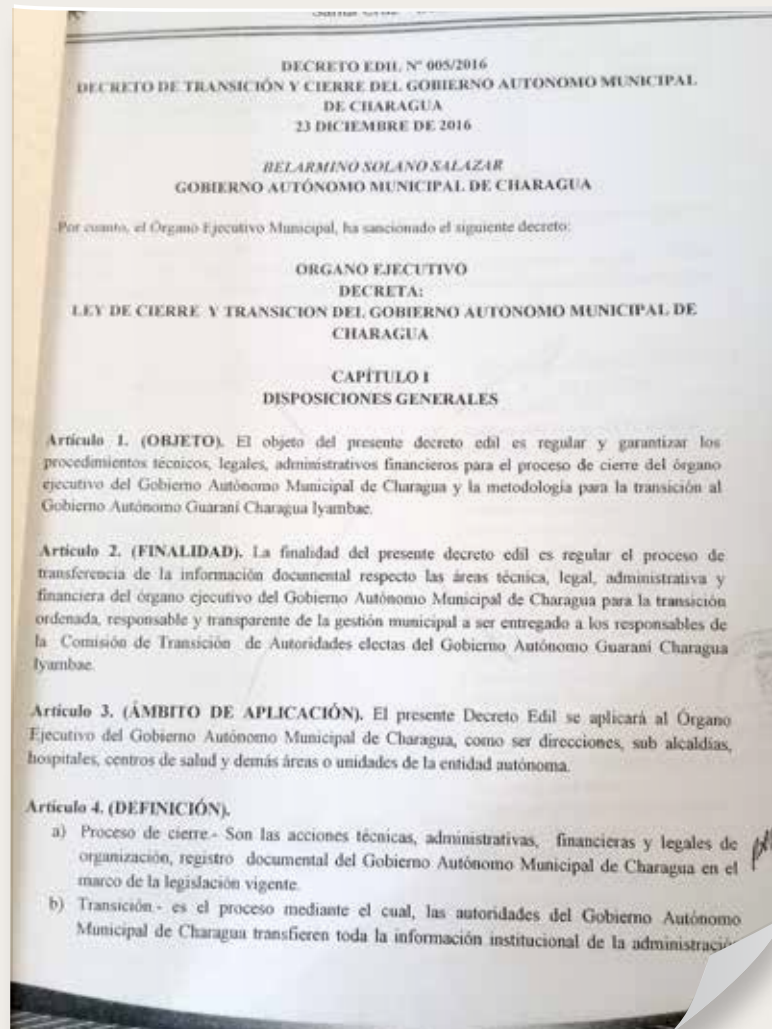 DECRETO EDIL N° 005/2016
DECRETO DE TRANSICIÓN Y CIERRE DEL GOBIERNO AUTONOMO MUNICIPAL
DE CHARAGUA
23 DICIEMBRE DE 2016
BELARMINO SOLANO SALAZAR
GOBIERNO AUTÓNOMO MUNICIPAL DE CHARAGUA
Por cuanto, el Órgano Ejecutivo Municipal, ha sancionado el siguiente decreto:
ORGANO EJECUTIVO
DECRETA:
LEY DE CIERRE Y TRANSICION DEL GOBIERNO AUTONOMO MUNICIPAL DE
CHARAGUA
CAPÍTULO I
DISPOSICIONES GENERALES
Artículo 1. (OBJETO). El objeto del presente decreto edil es regular y garantizar los
procedimientos técnicos, legales, administrativos financieros para el proceso de cierre del órgano
ejecutivo del Gobierno Autónomo Municipal de Charagua y la metodología para la transición al
Gobierno Autónomo Guaraní Charagua Iyambae.
Artículo 2. (FINALIDAD). La finalidad del presente decreto edil es regular el proceso de
transferencia de la información documental respecto las áreas técnica, legal, administrativa y
financiera del órgano ejecutivo del Gobierno Autónomo Municipal de Charagua para la transición
ordenada, responsable y transparente de la gestión municipal a ser entregado a los responsables de
la Comisión de Transición de Autoridades electas del Gobierno Autónomo Guaraní Charagua
Iyambae.
Artículo 3. (ÁMBITO DE APLICACIÓN). El presente Decreto Edil se aplicará al Órgano
Ejecutivo del Gobierno Autónomo Municipal de Charagua, como ser direcciones, sub alcaldías,
hospitales, centros de salud y demás áreas o unidades de la entidad autónoma.
Artículo 4. (DEFINICIÓN).
a) Proceso de cierre.- Son las acciones técnicas, administrativas, financieras y legales de
organización, registro documental del Gobierno Autónomo Municipal de Charagua en el
marco de la legislación vigente.
b) Transición.- es el proceso mediante el cual, las autoridades del Gobierno Autónomo
Municipal de Charagua transfieren toda la información institucional de la administración